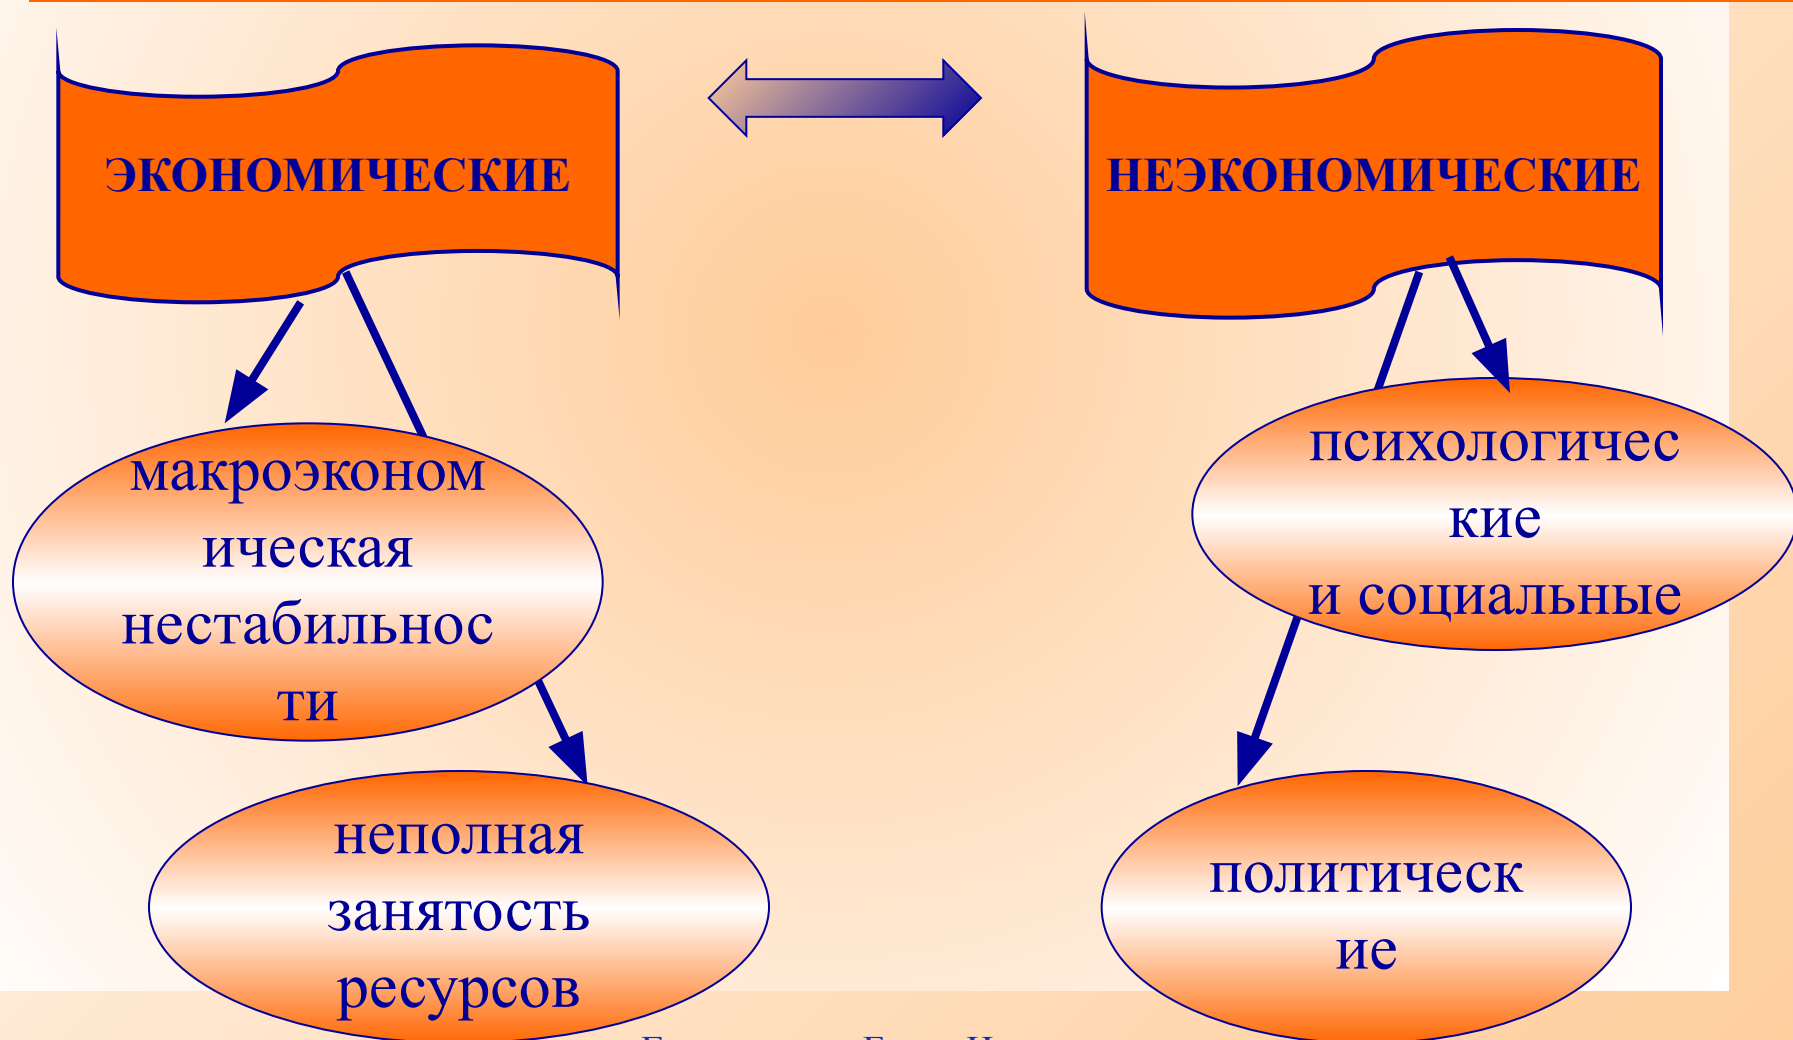 ЭКОНОМИЧЕСКИЕ
НЕЭКОНОМИЧЕСКИЕ
макроэконом
ическая
нестабильнос
ти
психологичес
кие
и социальные
неполная
занятость
ресурсов
политическ
ие